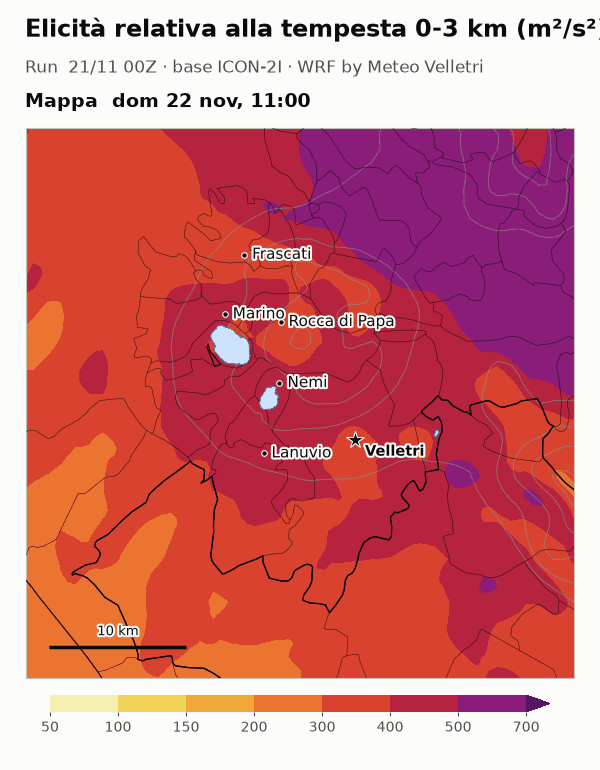 Elicità relativa alla tempesta 0-3 km (m²/s²)
Run 21/11 00Z · base ICON-2I · WRF by Meteo Velletri
Mappa dom 22 nov, 11:00
Frascati
Marino
Rocca di Papa
Nemi
Lanuvio
Velletri
10 km
50 100 150 200 300 400 500 700